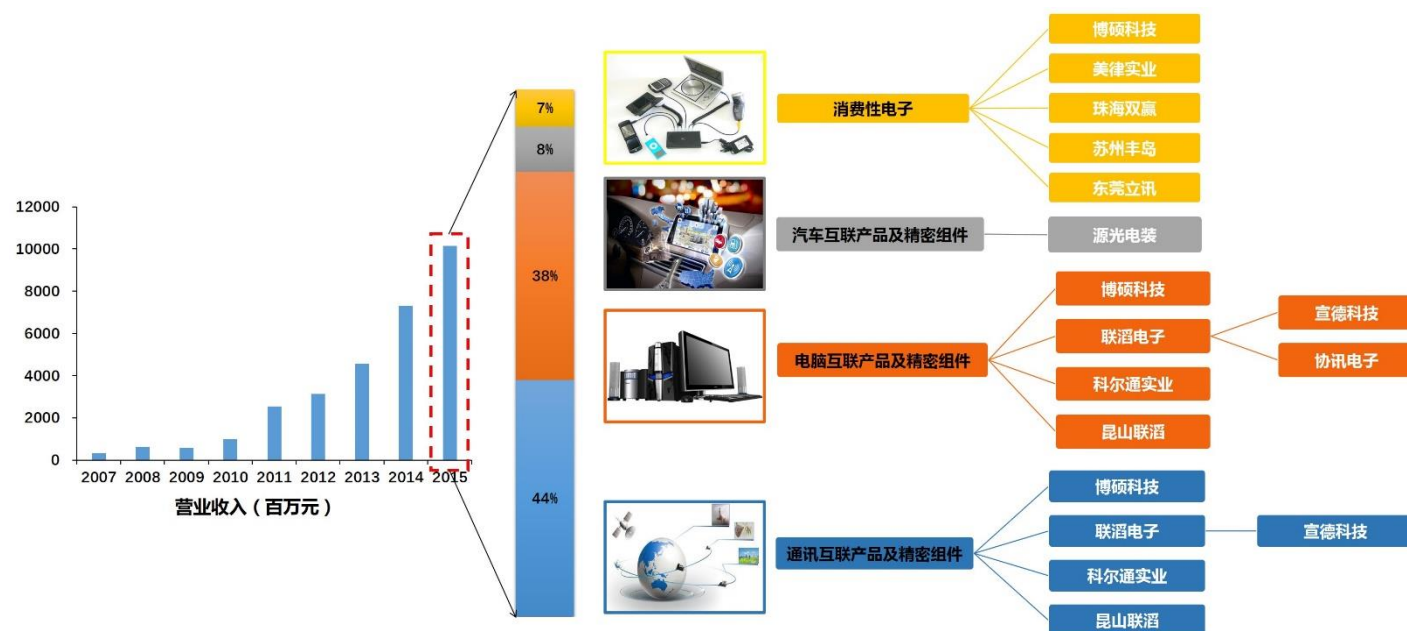 12000
10000
8000
6000
4000
2000
0
2007 2008 2009 2010 2011 2012 2013 2014 2015
营业收入（百万元）
7%
8%
38%
44%
消费性电子
博硕科技
美律实业
珠海双赢
苏州丰岛
东莞立讯
汽车互联产品及精密组件
源光电装
电脑互联产品及精密组件
博硕科技
联滔电子
科尔通实业
昆山联滔
宣德科技
协讯电子
通讯互联产品及精密组件
博硕科技
联滔电子
科尔通实业
昆山联滔
宣德科技